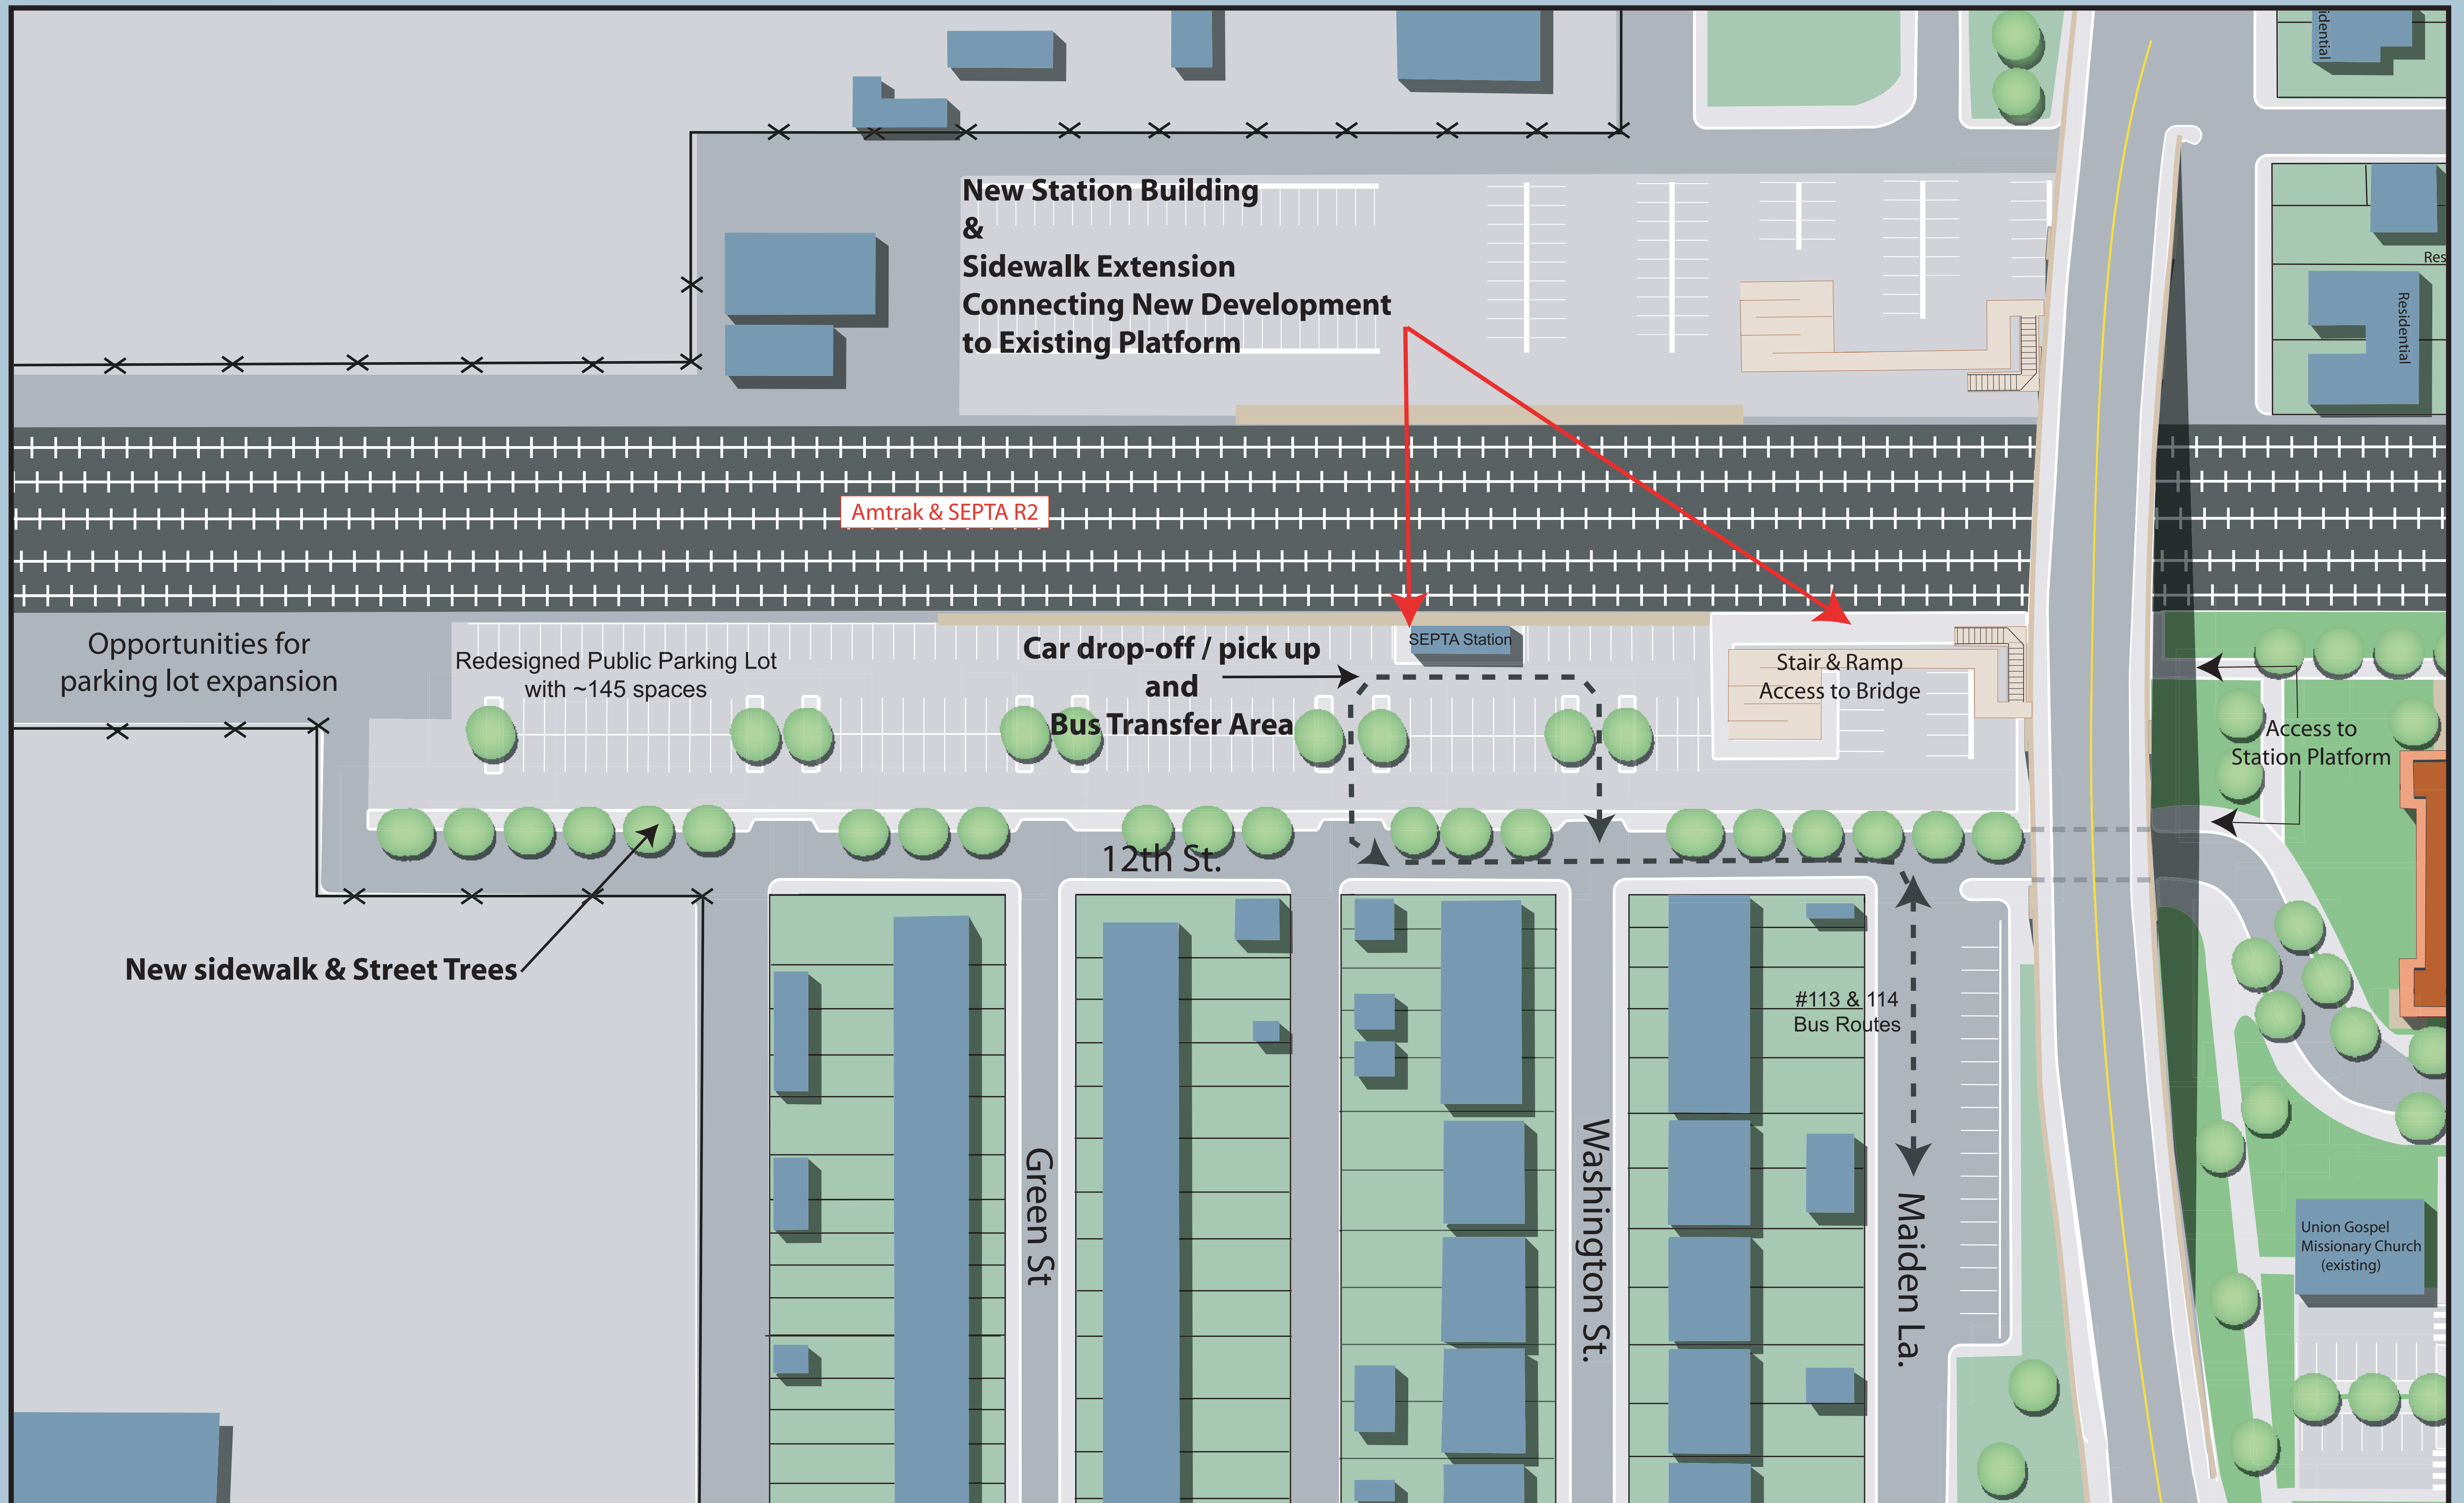 idential
New Station Building
&
Sidewalk Extension
Connecting New Development
to Existing Platform
Res
Residential
Amtrak & SEPTA R2
Opportunities for
parking lot expansion
Redesigned Public Parking Lot
with ~145 spaces
Car drop-off / pick up
and
Bus Transfer Area
SEPTA Station
Stair & Ramp
Access to Bridge
Access to
Station Platform
12th St.
New sidewalk & Street Trees
#113 & 114
Bus Routes
Green St
Washington St.
Maiden La.
Union Gospel
Missionary Church
(existing)